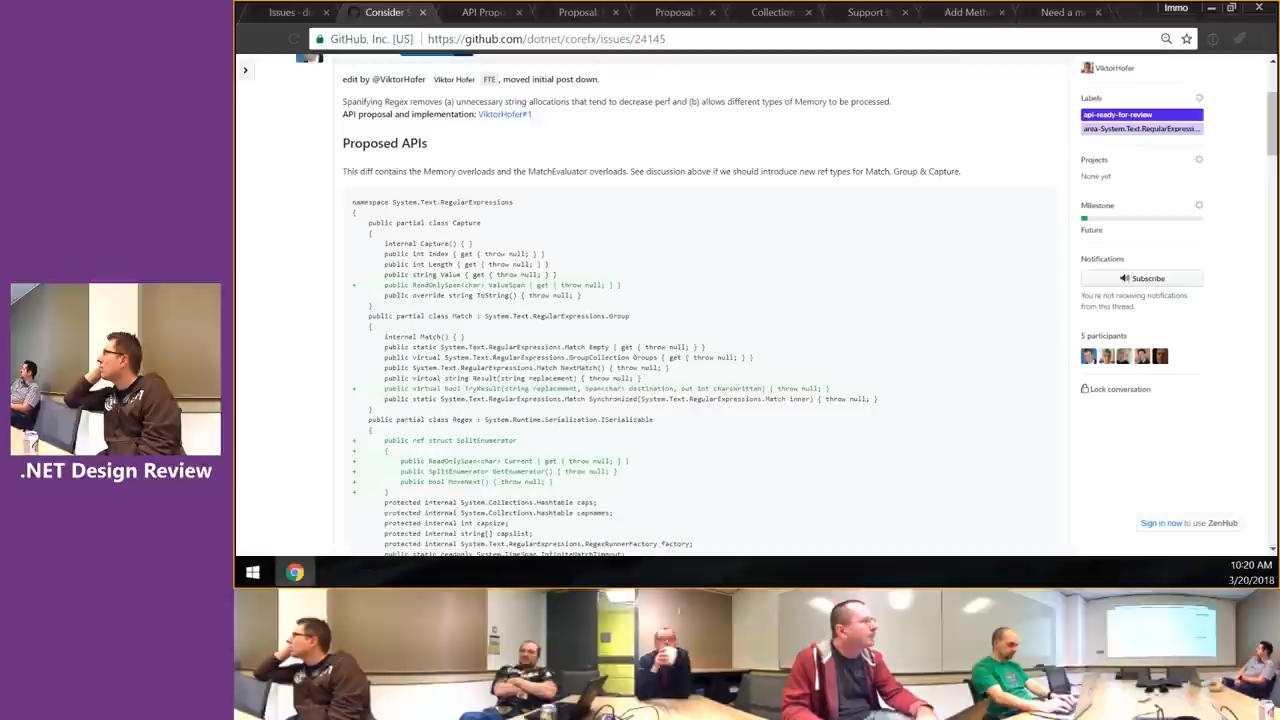 Issues - du
Consider S
API Propo
Proposal:
Proposal: F
Collection
Support s
Add Meth
Need a m
Immo
GitHub, Inc. [US]
https://github.com/dotnet/corefx/issues/24145
edit by @ViktorHofer Viktor Hofer FTE , moved initial post down.
Spanifying Regex removes (a) unnecessary string allocations that tend to decrease perf and (b) allows different types of Memory to be processed.
API proposal and implementation: ViktorHofer#1
Proposed APIs
This diff contains the Memory overloads and the MatchEvaluator overloads. See discussion above if we should introduce new ref types for Match, Group & Capture.
namespace System.Text.RegularExpressions
{
public partial class Capture
{
internal Capture() { }
public int Index { get { throw null; } }
public int Length { get { throw null; } }
public string Value { get { throw null; } }
+ public ReadOnlySpan<char> ValueSpan { get { throw null; } }
public override string ToString() { throw null; }
}
public partial class Match : System.Text.RegularExpressions.Group
{
internal Match() { }
public static System.Text.RegularExpressions.Match Empty { get { throw null; } }
public virtual System.Text.RegularExpressions.GroupCollection Groups { get { throw null; } }
public System.Text.RegularExpressions.Match NextMatch() { throw null; }
public virtual string Result(string replacement) { throw null; }
+ public virtual bool TryResult(string replacement, Span<char> destination, out int charsWritten) { throw null; }
public static System.Text.RegularExpressions.Match Synchronized(System.Text.RegularExpressions.Match inner) { throw null; }
}
public partial class Regex : System.Runtime.Serialization.ISerializable
{
+ public ref struct SplitEnumerator
+ {
+ public ReadOnlySpan<char> Current { get { throw null; } }
+ public SplitEnumerator GetEnumerator() { throw null; }
+ public bool MoveNext() { throw null; }
+ }
protected internal System.Collections.Hashtable caps;
protected internal System.Collections.Hashtable capnames;
protected internal int capsize;
protected internal string[] capslist;
protected internal System.Text.RegularExpressions.RegexRunnerFactory factory;
public static readonly System.TimeSpan InfiniteMatchTimeout;
ViktorHofer
Labels
api-ready-for-review
area-System.Text.RegularExpressi...
Projects
None yet
Milestone
Future
Notifications
Subscribe
You're not receiving notifications
from this thread.
5 participants
Lock conversation
Sign in now to use ZenHub
10:20 AM
3/20/2018
.NET Design Review